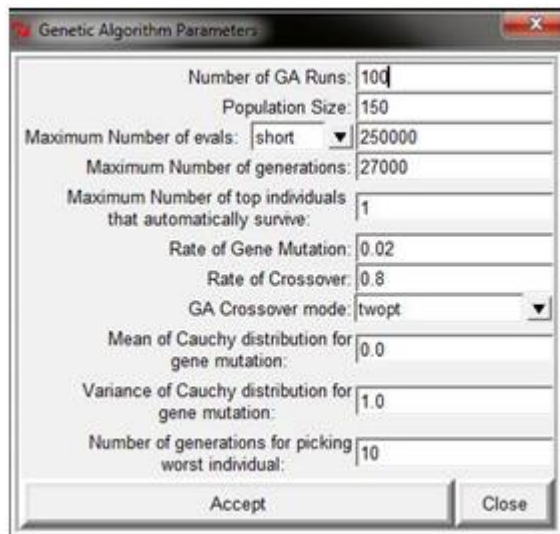 Genetic Algorithm Parameters
Number of GA Runs: 100
Population Size: 150
Maximum Number of evals: short 250000
Maximum Number of generations: 27000
Maximum Number of top individuals
that automatically survive: 1
Rate of Gene Mutation: 0.02
Rate of Crossover: 0.8
GA Crossover mode: twopt
Mean of Cauchy distribution for
gene mutation: 0.0
Variance of Cauchy distribution for
gene mutation: 1.0
Number of generations for picking
worst individual: 10
Accept Close